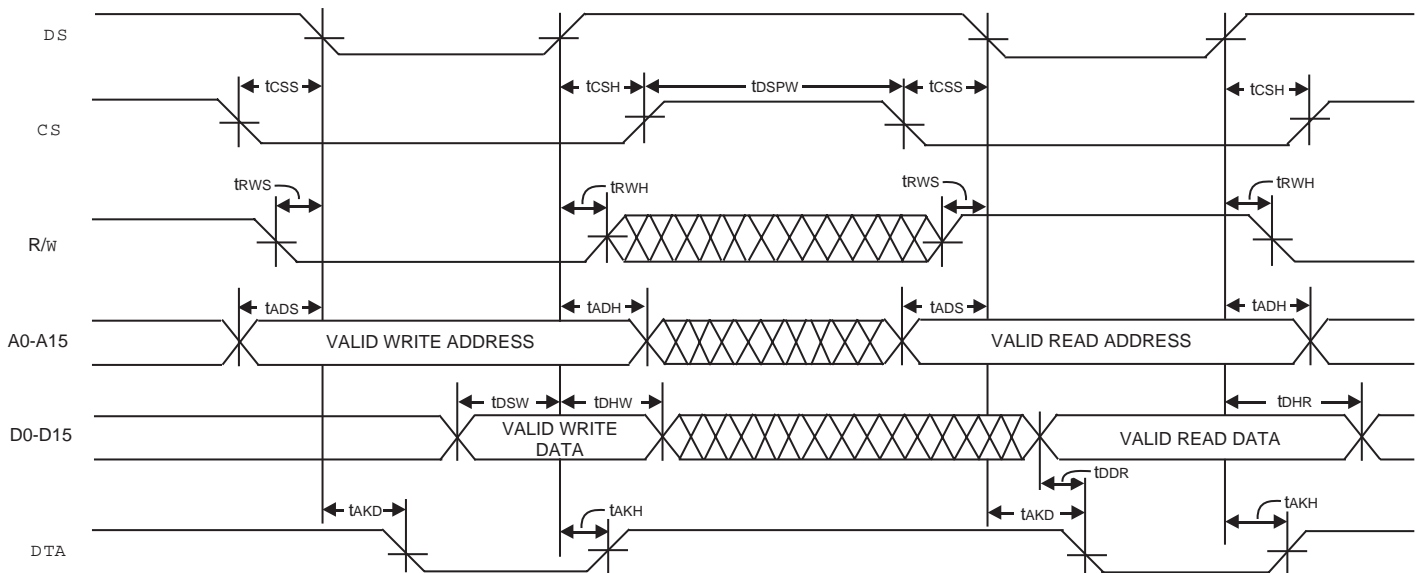 DS
tCSS tCSH tDSPW tCSS tCSH
CS
tRWS tRWH tRWS tRWH
R/W
tADS tADH tADS tADH
A0-A15 VALID WRITE ADDRESS VALID READ ADDRESS
tDSW tDHW tDHR
D0-D15 VALID WRITE DATA VALID READ DATA
tDDR
tAKD tAKH tAKD tAKH
DTA